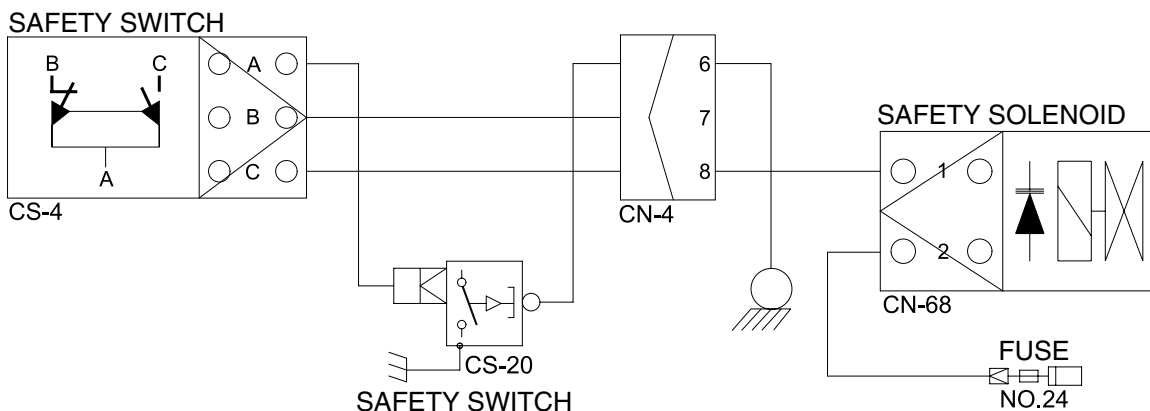 SAFETY SWITCH
B C
A
A
B
C
CS-4
6
7
8
CN-4
SAFETY SOLENOID
1
2
CN-68
CS-20
SAFETY SWITCH
FUSE
NO.24